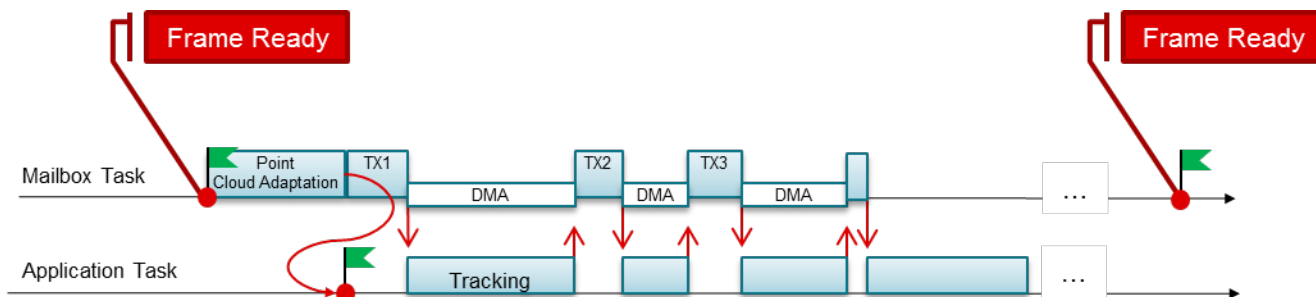 Frame Ready
Frame Ready
Point
Cloud Adaptation
TX1
TX2
TX3
Mailbox Task
DMA
DMA
DMA
...
Application Task
Tracking
...